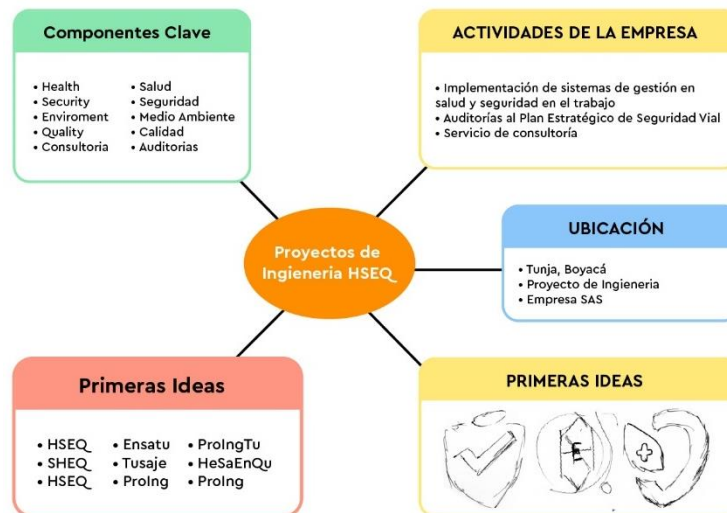 Componentes Clave
• Health
• Security
• Enviroment
• Quality
• Consultoria
• Salud
• Seguridad
• Medio Ambiente
• Calidad
• Auditorias
ACTIVIDADES DE LA EMPRESA
• Implementación de sistemas de gestión en
salud y seguridad en el trabajo
• Auditorías al Plan Estratégico de Seguridad Vial
• Servicio de consultoría
Proyectos de
Ingieneria HSEQ
UBICACIÓN
• Tunja, Boyacá
• Proyecto de Ingieneria
• Empresa SAS
Primeras Ideas
• HSEQ
• SHEQ
• HSEQ
• Ensatu
• Tusaje
• ProIng
• ProIngTu
• HeSaEnQu
• ProIng
PRIMERAS IDEAS